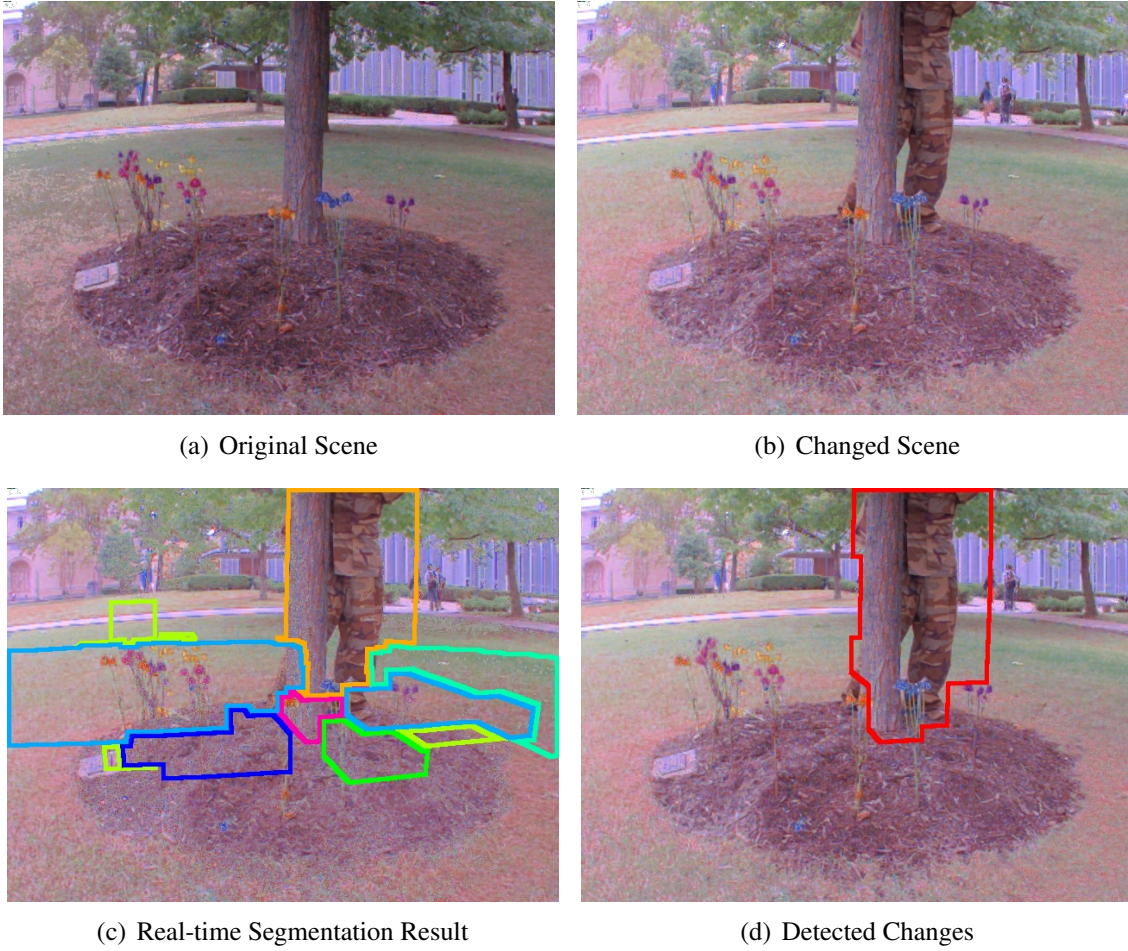 (a) Original Scene
(b) Changed Scene
(c) Real-time Segmentation Result
(d) Detected Changes